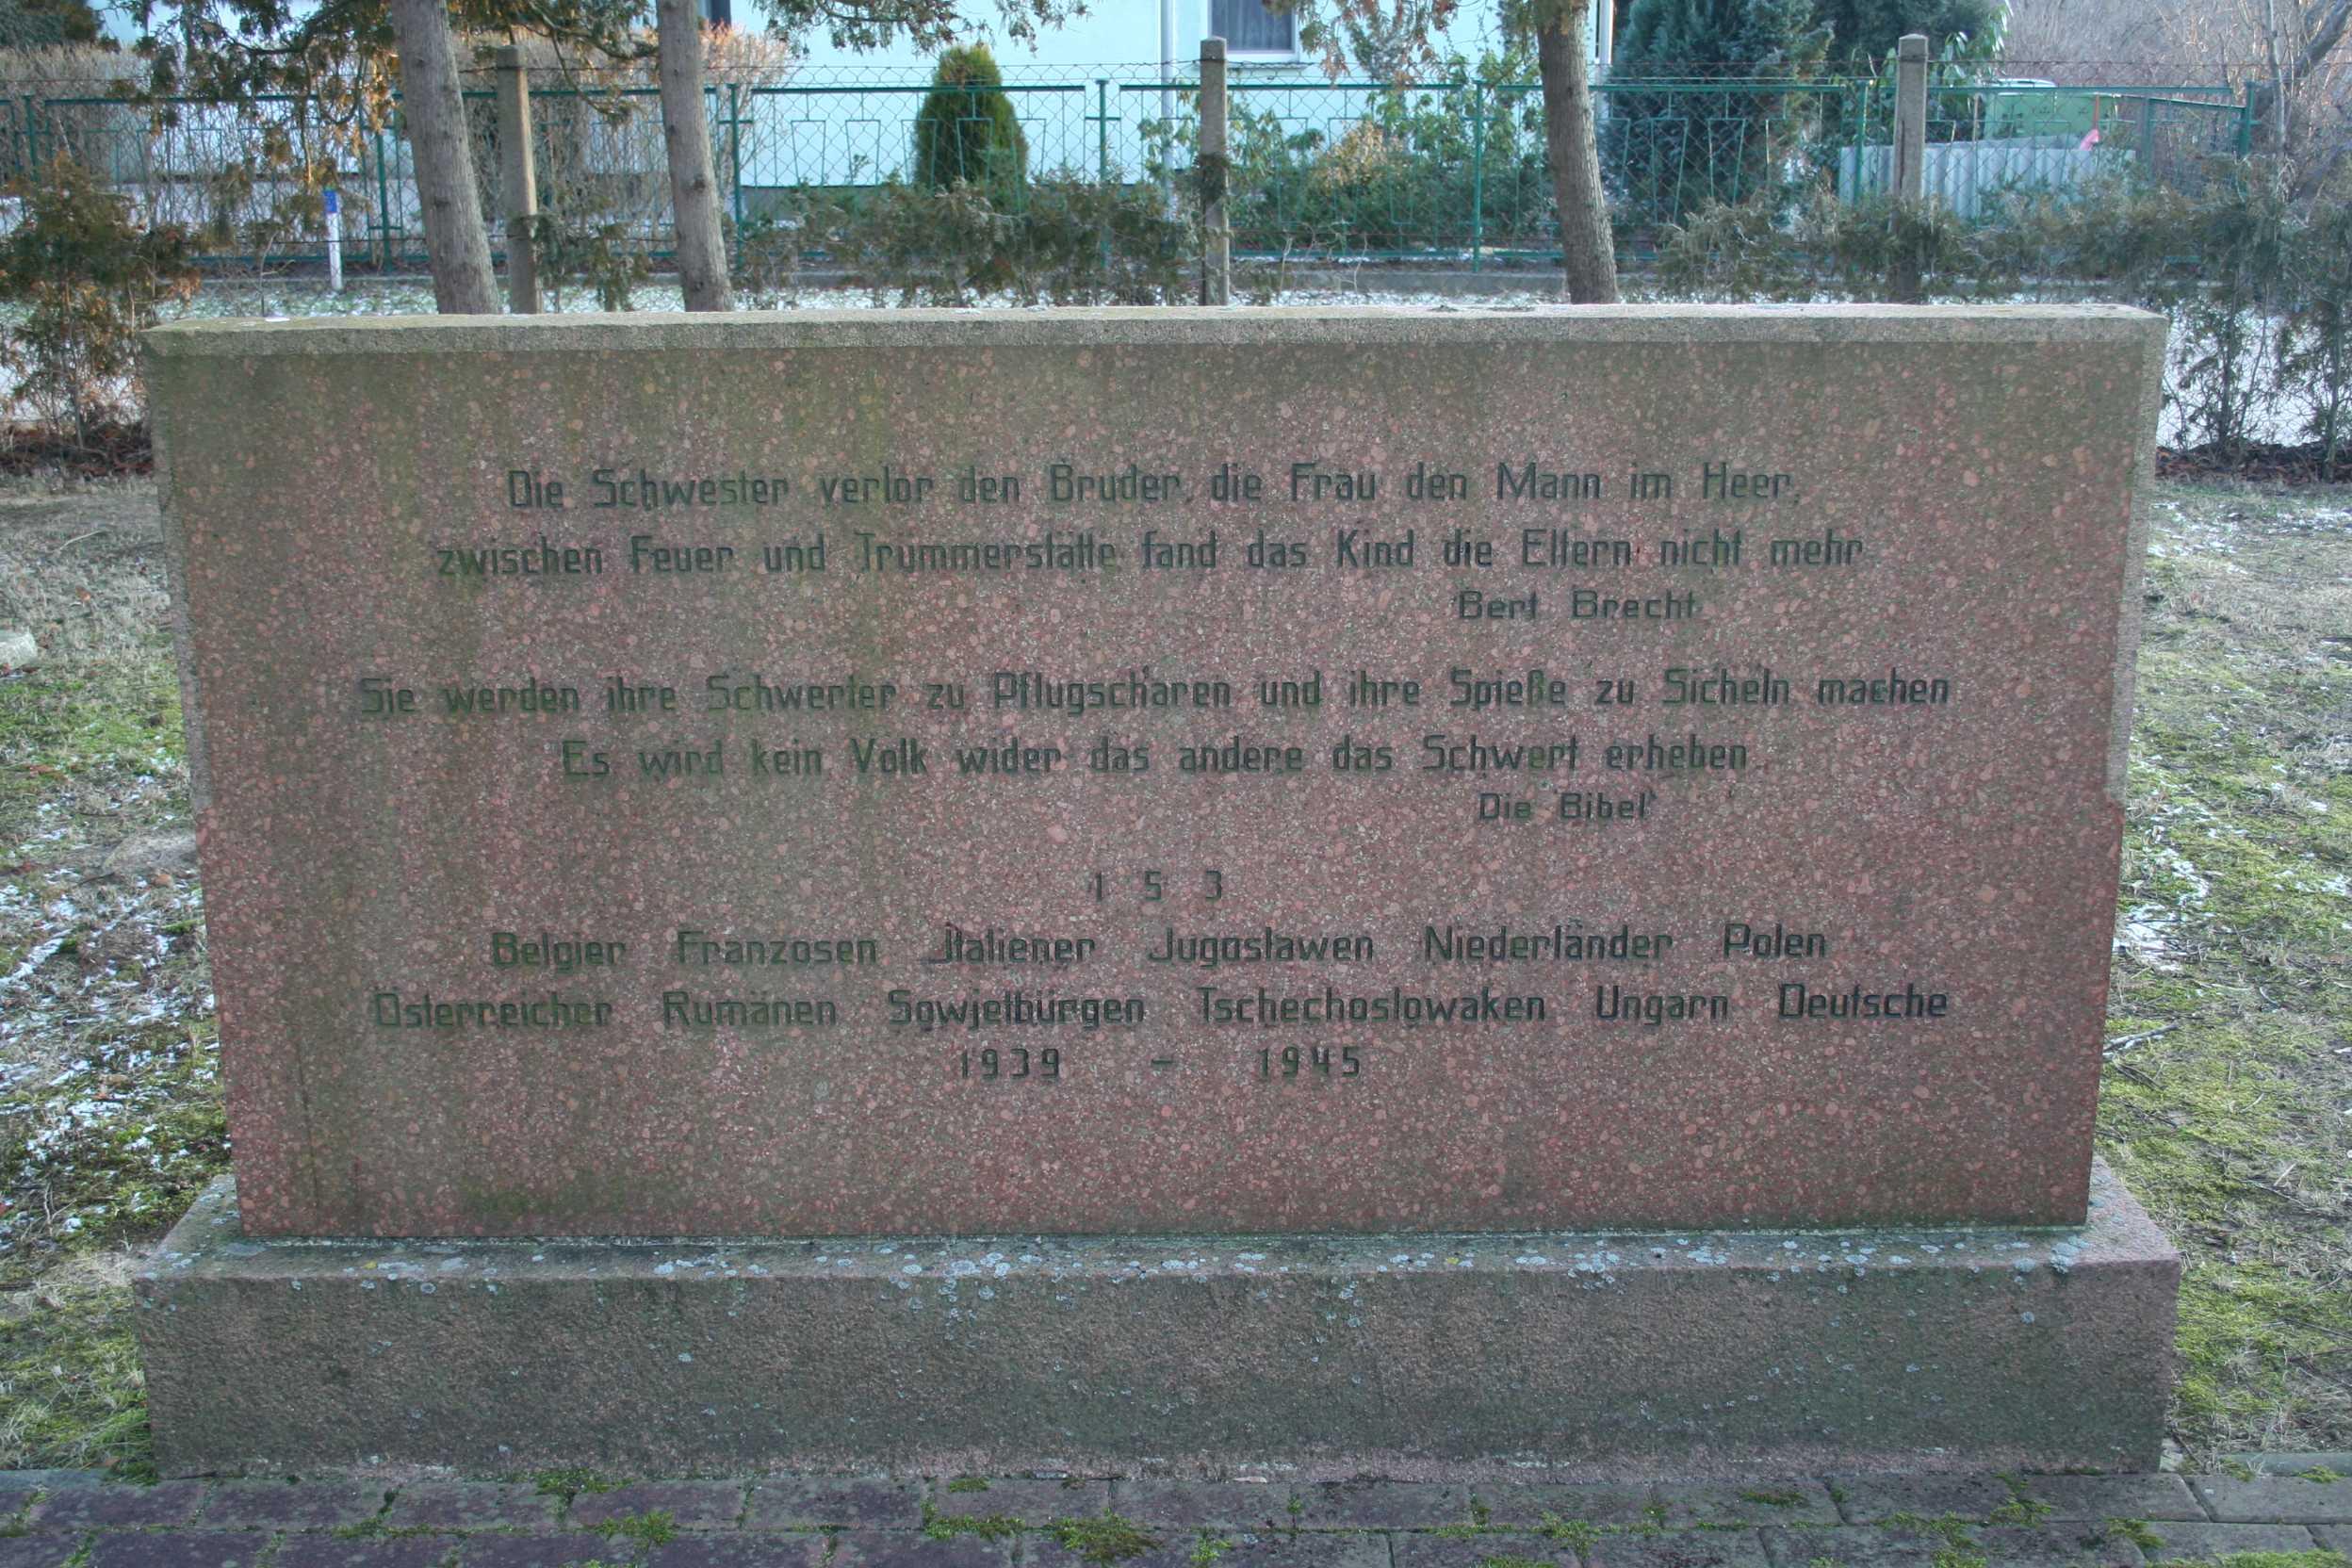 Die Schwester verlor den Bruder, die Frau den Mann im Heer,
zwischen Feuer und Trümmerstätte fand das Kind die Eltern nicht mehr
Bert Brecht
Sie werden ihre Schwerter zu Pflugscharen und ihre Spieße zu Sicheln machen
Es wird kein Volk wider das andere das Schwert erheben.
Die Bibel
153
Belgier Franzosen Italiener Jugoslawen Niederländer Polen
Österreicher Rumänen Sowjetbürgen Tschechoslowaken Ungarn Deutsche
1939 - 1945